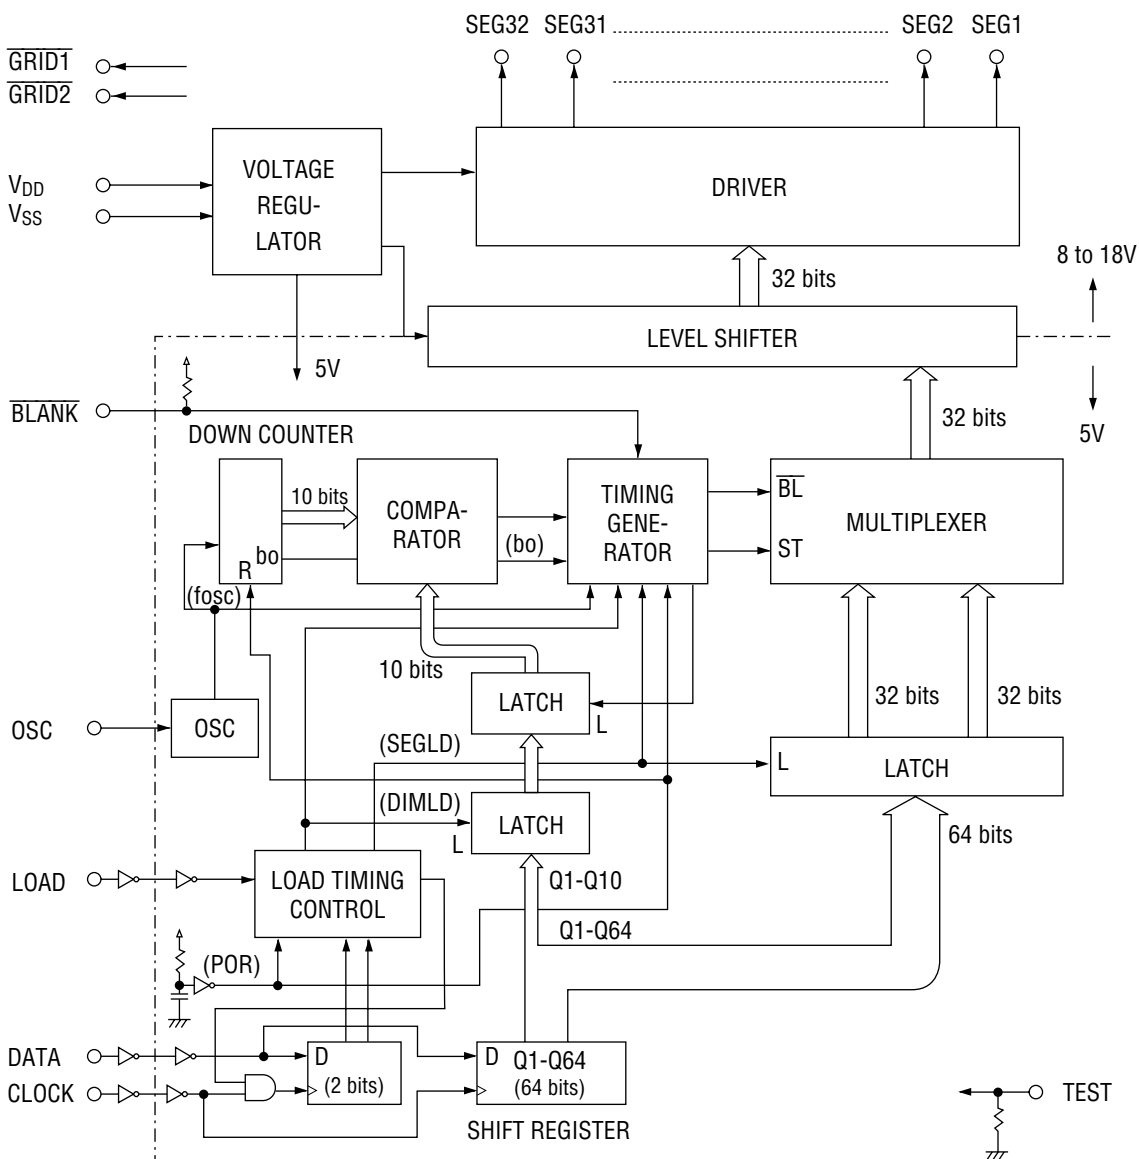 SEG32 SEG31 SEG2 SEG1
GRID1
GRID2
VDD
VSS
VOLTAGE
REGU-
LATOR
DRIVER
8 to 18V
32 bits
LEVEL SHIFTER
5V
BLANK
32 bits
5V
DOWN COUNTER
10 bits
COMPA-
RATOR
TIMING
GENE-
RATOR
BL
MULTIPLEXER
ST
bo
(bo)
R
(fosc)
10 bits
LATCH
L
32 bits
32 bits
OSC
OSC
(SEGLD)
L
LATCH
(DIMLD)
LATCH
L
64 bits
LOAD
LOAD TIMING
CONTROL
Q1-Q10
Q1-Q64
(POR)
DATA
D
(2 bits)
D Q1-Q64
(64 bits)
CLOCK
TEST
SHIFT REGISTER